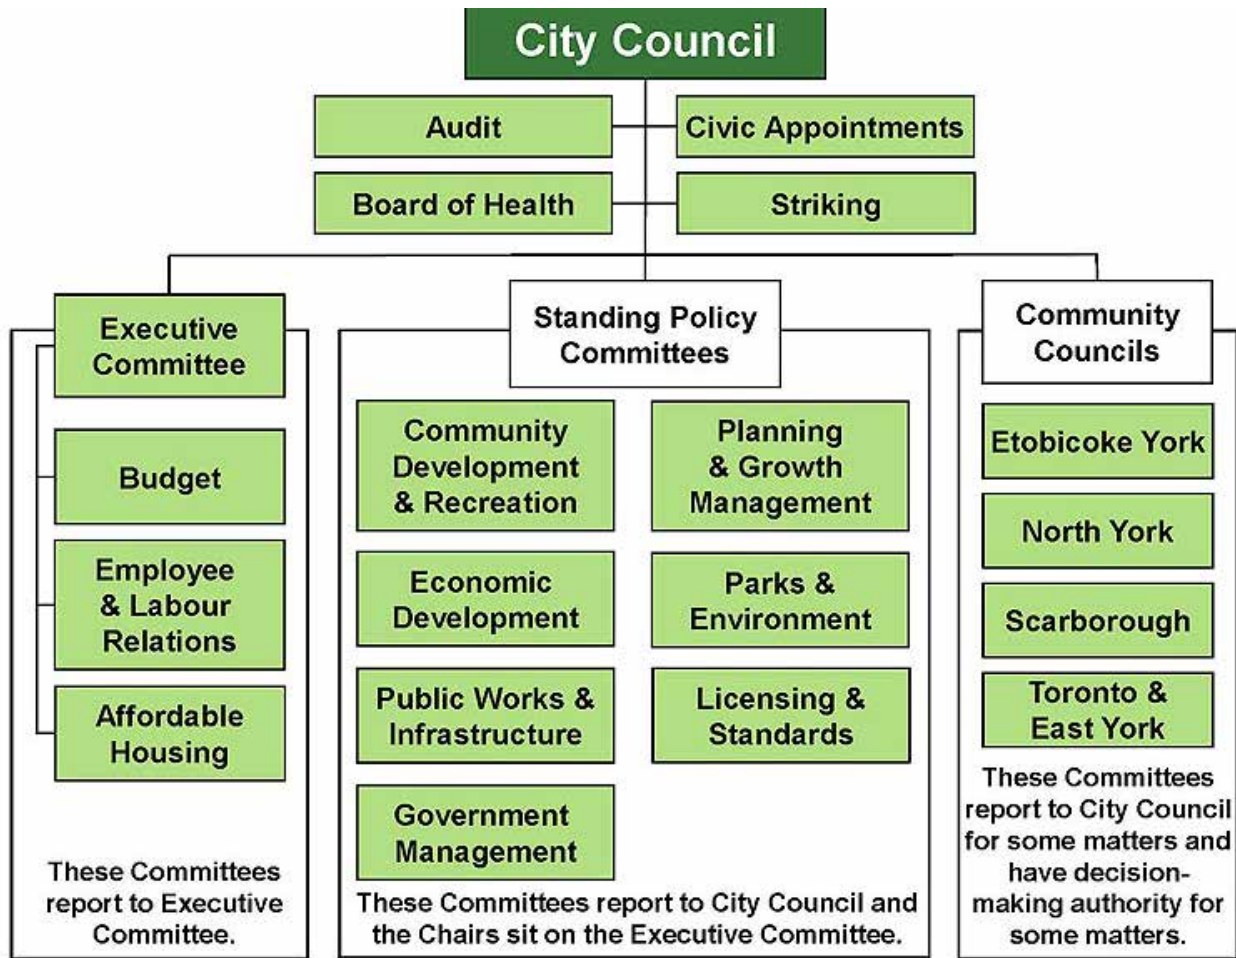 City Council
Audit
Civic Appointments
Board of Health
Striking
Executive
Committee
Budget
Employee
& Labour
Relations
Affordable
Housing
These Committees
report to Executive
Committee.
Standing Policy
Committees
Community
Development
& Recreation
Planning
& Growth
Management
Economic
Development
Parks &
Environment
Public Works &
Infrastructure
Licensing &
Standards
Government
Management
These Committees report to City Council and
the Chairs sit on the Executive Committee.
Community
Councils
Etobicoke York
North York
Scarborough
Toronto &
East York
These Committees
report to City Council
for some matters and
have decision-
making authority for
some matters.